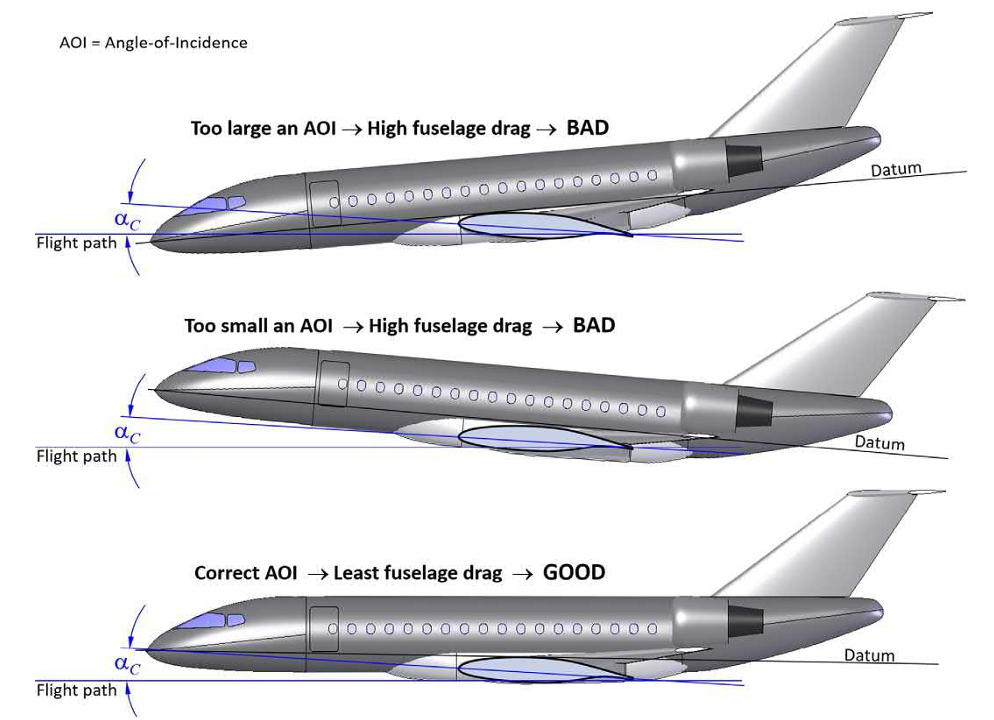 AOI = Angle-of-Incidence
Too large an AOI → High fuselage drag → BAD
Datum
αC
Flight path
Too small an AOI → High fuselage drag → BAD
αC
Datum
Flight path
Correct AOI → Least fuselage drag → GOOD
αC
Datum
Flight path